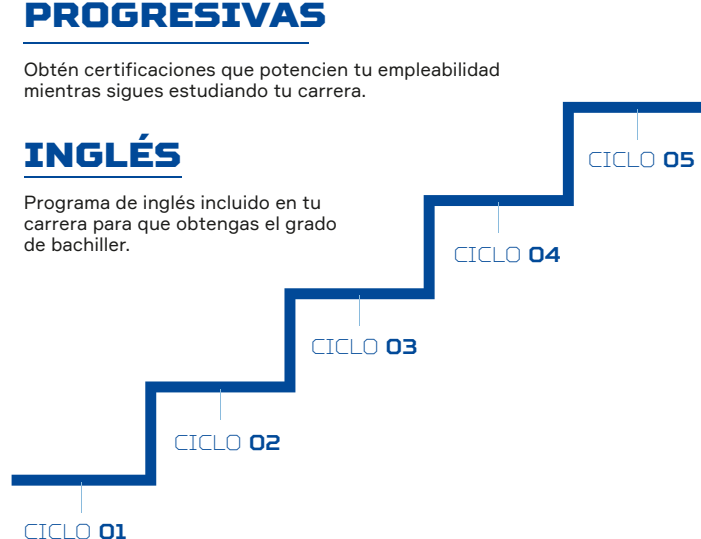 PROGRESIVAS
Obtén certificaciones que potencien tu empleabilidad
mientras sigues estudiando tu carrera.
INGLÉS
Programa de inglés incluido en tu
carrera para que obtengas el grado
de bachiller.
CICLO 05
CICLO 04
CICLO 03
CICLO 02
CICLO 01